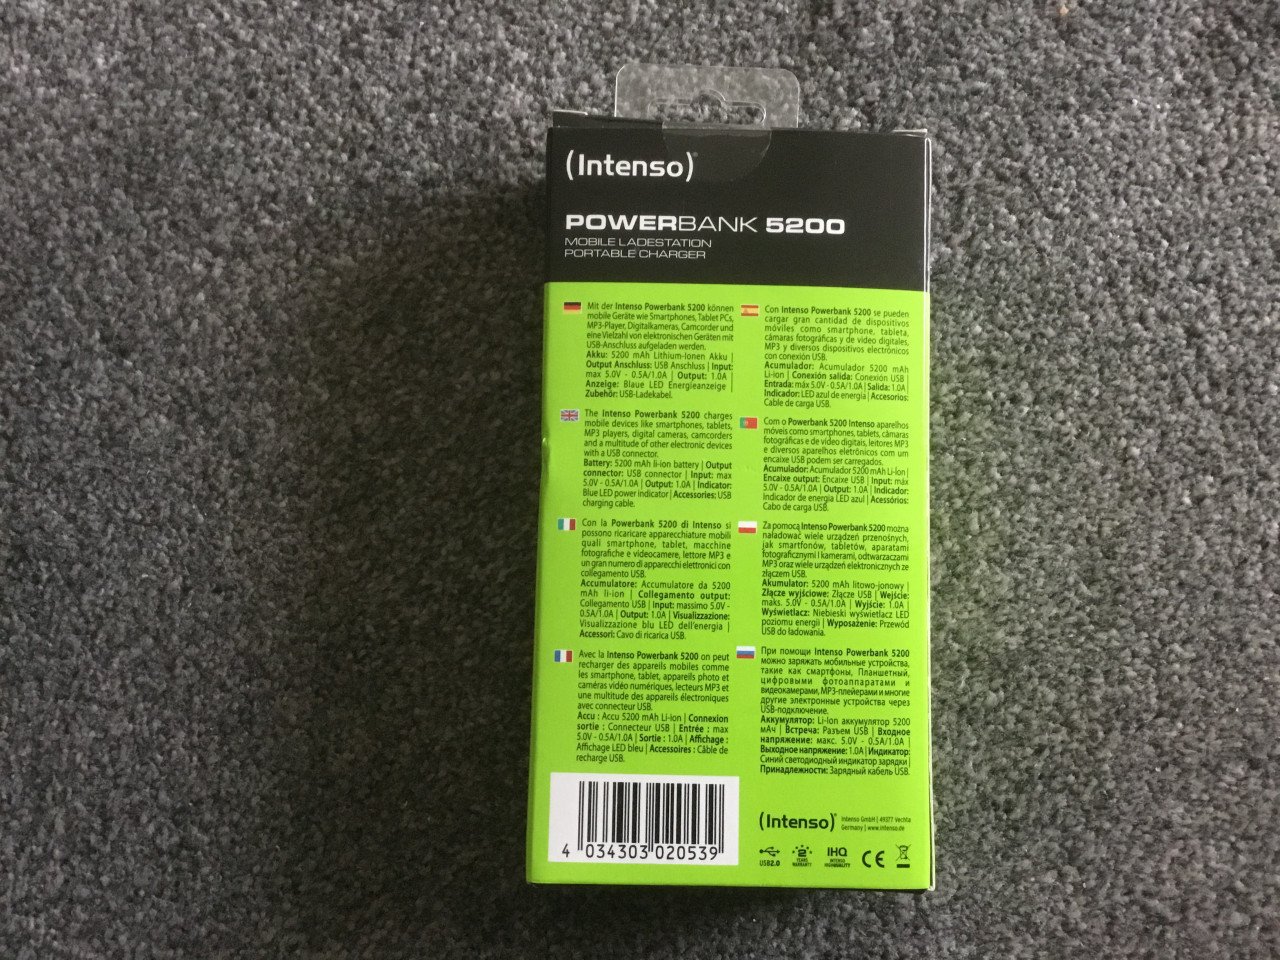 (Intenso)
POWERBANK 5200
MOBILE LADESTATION
PORTABLE CHARGER
Mit der Intenso Powerbank 5200 können
mobile Geräte wie Smartphones, Tablet PCs,
MP3-Player, Digitalkameras, Camcorder und
eine Vielzahl von elektronischen Geräten mit
USB-Anschluss aufgeladen werden.
Akku: 5200 mAh Lithium-Ionen Akku |
Output Anschluss: USB Anschluss | Input:
max 5.0V - 0.5A/1.0A | Output: 1.0A |
Anzeige: Blaue LED Energieanzeige |
Zubehör: USB-Ladekabel.
The Intenso Powerbank 5200 charges
mobile devices like smartphones, tablets,
MP3 players, digital cameras, camcorders
and a multitude of other electronic devices
with a USB connector.
Battery: 5200 mAh li-ion battery | Output
connector: USB connector | Input: max
5.0V - 0.5A/1.0A | Output: 1.0A | Indicator:
Blue LED power indicator | Accessories: USB
charging cable.
Con la Powerbank 5200 di Intenso si
possono ricaricare apparecchiature mobili
quali smartphone, tablet, macchine
fotografiche e videocamere, lettore MP3 e
un gran numero di apparecchi elettronici con
collegamento USB.
Accumulatore: Accumulatore da 5200
mAh li-ion | Collegamento output:
Collegamento USB | Input: massimo 5.0V -
0.5A/1.0A | Output: 1.0A | Visualizzazione:
Visualizzazione blu LED dell'energia |
Accessori: Cavo di ricarica USB.
Avec la Intenso Powerbank 5200 on peut
recharger des appareils mobiles comme
les smartphone, tablet, appareils photo et
caméras vidéo numériques, lecteurs MP3 et
une multitude des appareils électroniques
avec connecteur USB.
Accu : Accu 5200 mAh Li-Ion | Connexion
sortie : Connecteur USB | Entrée : max
5.0V - 0.5A/1.0A | Sortie : 1.0A | Affichage :
Affichage LED bleu | Accessoires : Câble de
recharge USB.
Con Intenso Powerbank 5200 se pueden
cargar gran cantidad de dispositivos
móviles como smartphone, tableta,
cámaras fotográficas y de video digitales,
MP3 y diversos dispositivos electrónicos
con conexión USB.
Acumulador: Acumulador 5200 mAh
Li-ion | Conexión salida: Conexión USB |
Entrada: máx 5.0V - 0.5A/1.0A | Salida: 1.0A |
Indicador: LED azul de energía | Accesorios:
Cable de carga USB.
Com o Powerbank 5200 Intenso aparelhos
móveis como smartphones, tablets, câmaras
fotográficas e de vídeo digitais, leitores MP3
e diversos aparelhos eletrônicos com um
encaixe USB podem ser carregados.
Acumulador: Acumulador 5200 mAh Li-Ion |
Encaixe output: Encaixe USB | Input: máx
5.0V - 0.5A/1.0A | Output: 1.0A | Indicador:
Indicador de energia LED azul | Acessórios:
Cabo de carga USB.
Za pomocą Intenso Powerbank 5200 można
naładować wiele urządzeń przenośnych,
jak smartfonów, tabletów, aparatami
fotograficznymi I kamerami, odtwarzaczami
MP3 oraz wiele urządzeń elektronicznych ze
złączem USB.
Akumulator: 5200 mAh litowo-jonowy |
Złącze wyjściowe: Złącze USB | Wejście:
maks. 5.0V - 0.5A/1.0A | Wyjście: 1.0A |
Wyświetlacz: Niebieski wyświetlacz LED
poziomu energii | Wyposażenie: Przewód
USB do ładowania.
При помощи Intenso Powerbank 5200
можно заряжать мобильные устройства,
такие как смартфоны, Планшетный,
цифровыми фотоаппаратами и
видеокамерами, MP3-плейерами и многие
другие электронные устройства через
USB-подключение.
Аккумулятор: Li-Ion аккумулятор 5200
мАч | Встреча: Разъем USB | Входное
напряжение: макс. 5.0V - 0.5A/1.0A |
Выходное напряжение: 1.0A | Индикатор:
Синий светодиодный индикатор зарядки |
Принадлежности: Зарядный кабель USB.
4 034303 020539
(Intenso)
Intenso GmbH | 49377 Vechta
Germany | www.intenso.de
USB2.0
2
YEARS
WARRANTY
IHQ
INTENSO
HIGHQUALITY
CE